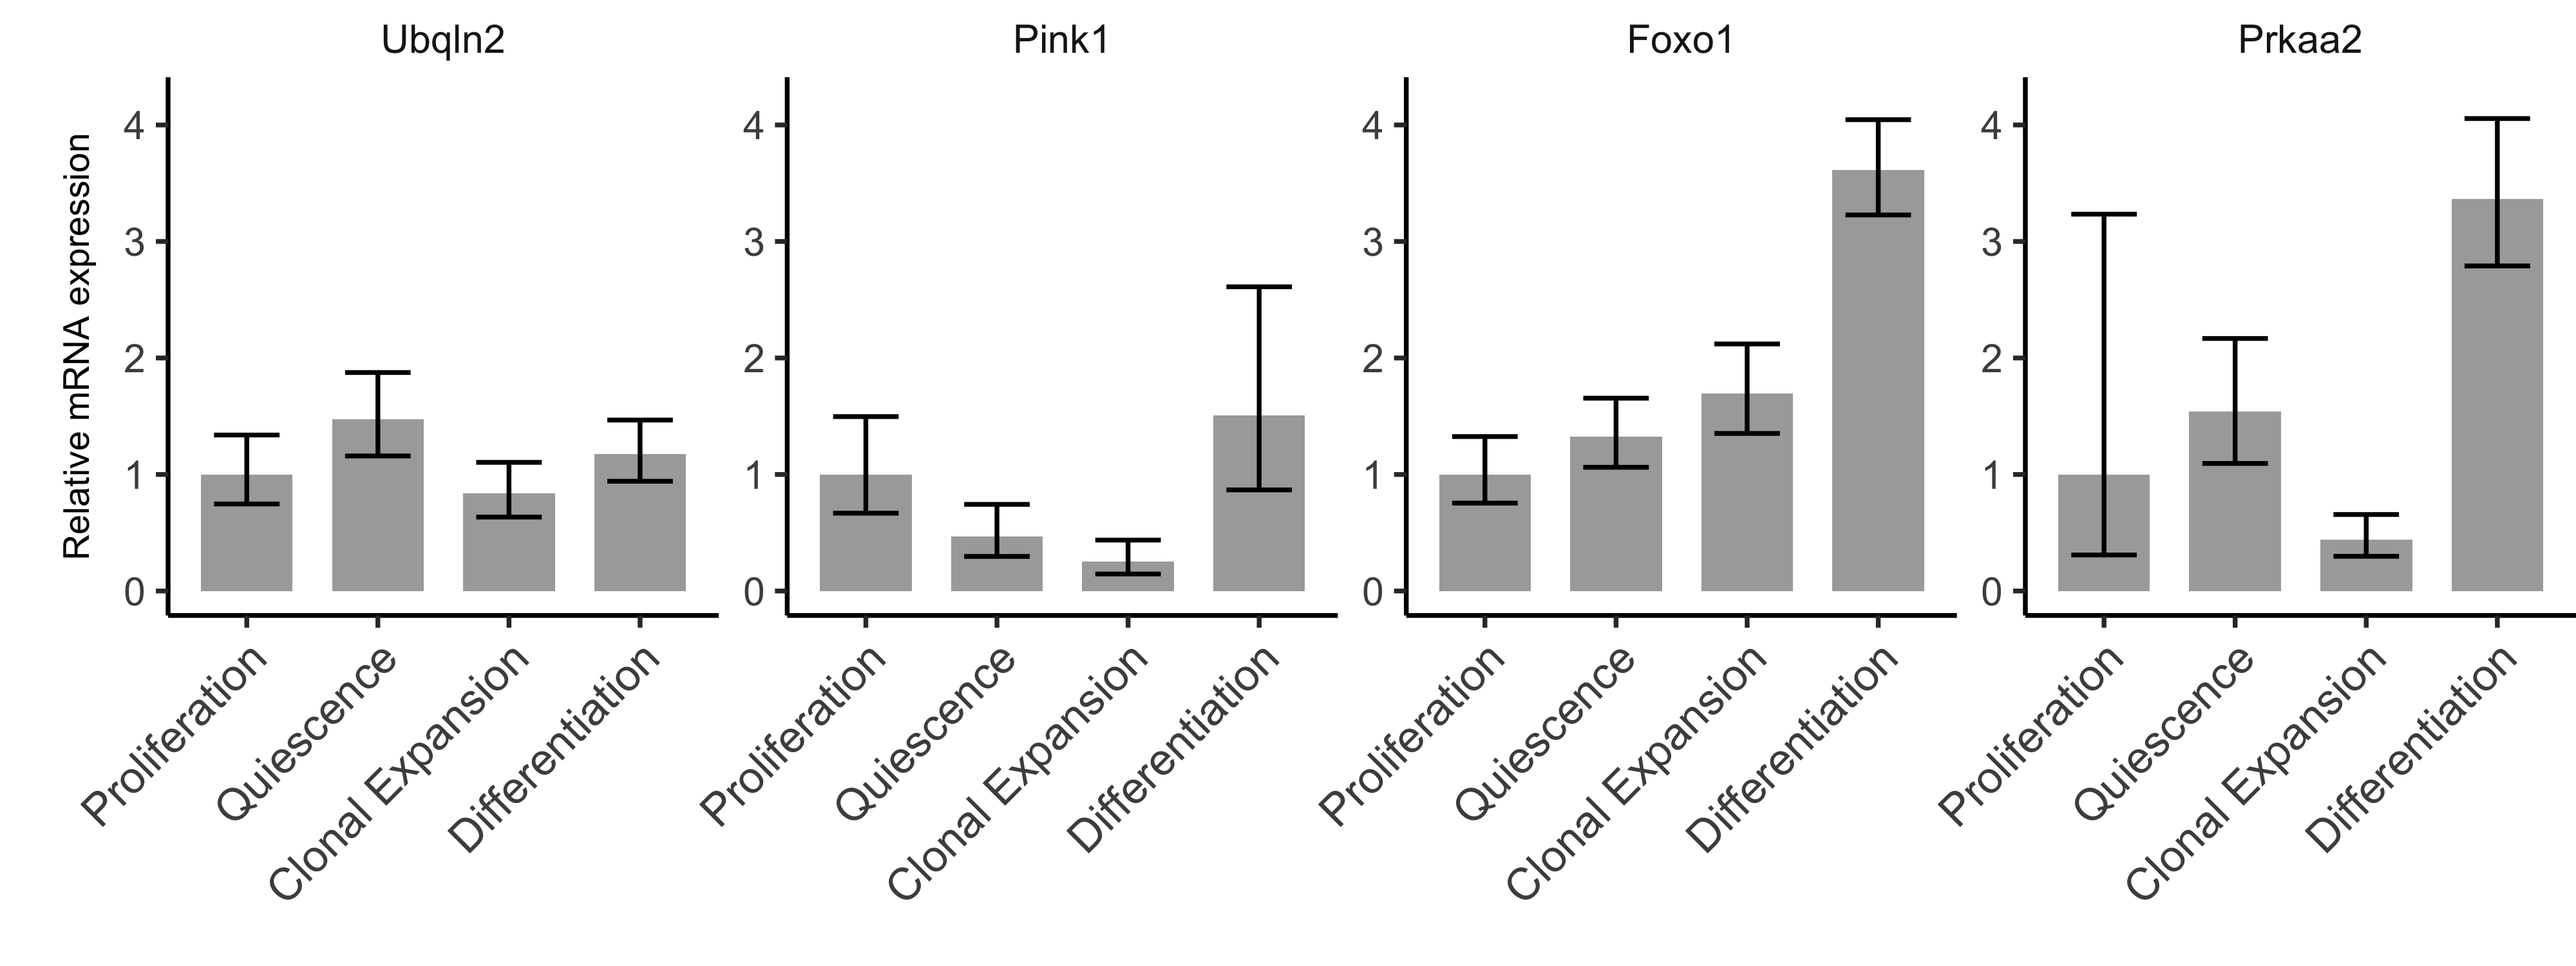 Ubqln2
Pink1
Foxo1
Prkaa2
Relative mRNA expression
4
3
2
1
0
Proliferation
Quiescence
Clonal Expansion
Differentiation
4
3
2
1
0
Proliferation
Quiescence
Clonal Expansion
Differentiation
4
3
2
1
0
Proliferation
Quiescence
Clonal Expansion
Differentiation
4
3
2
1
0
Proliferation
Quiescence
Clonal Expansion
Differentiation